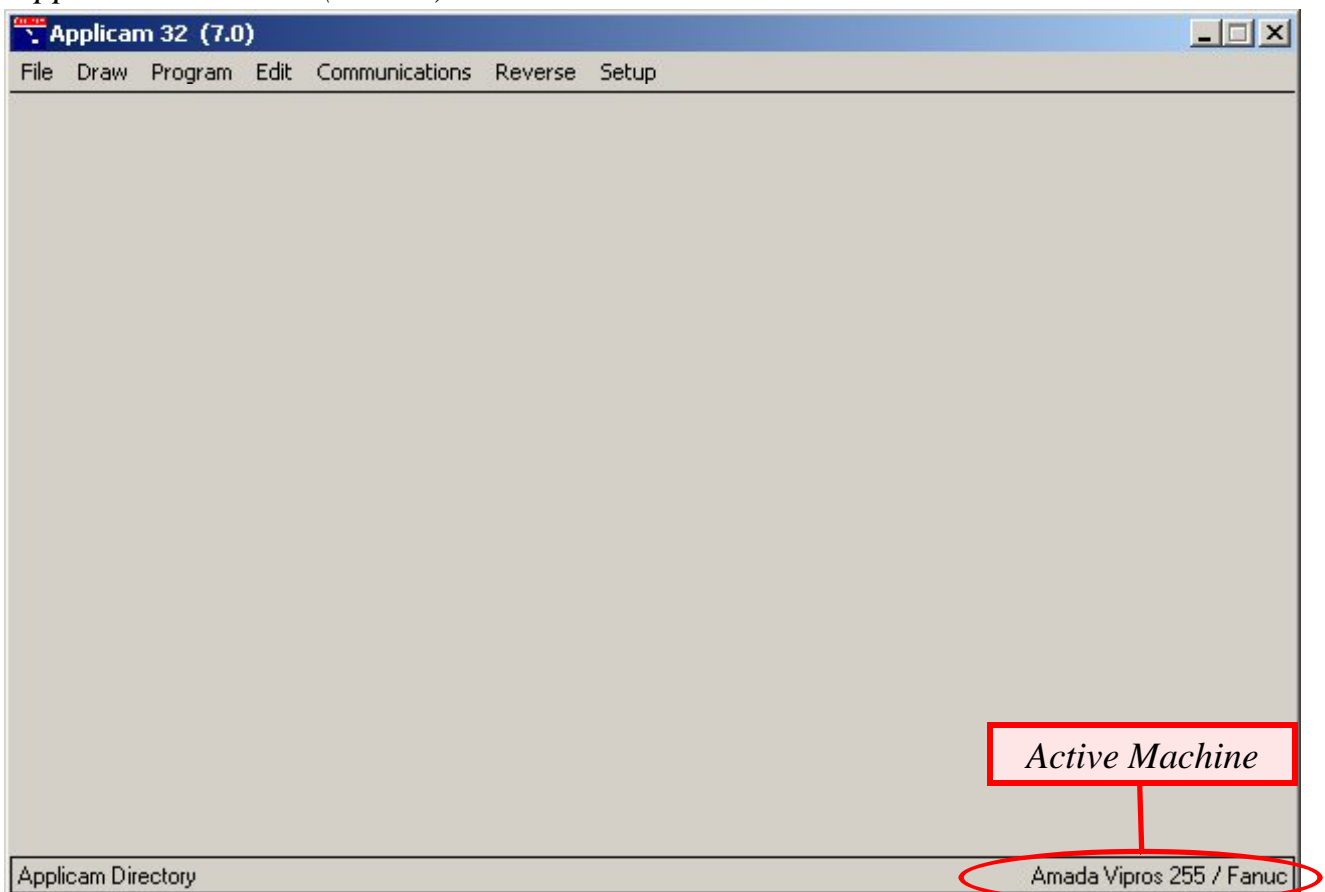 Applicam 32 (7.0)
File Draw Program Edit Communications Reverse Setup
Active Machine
Applicam Directory Amada Vipros 255 / Fanuc